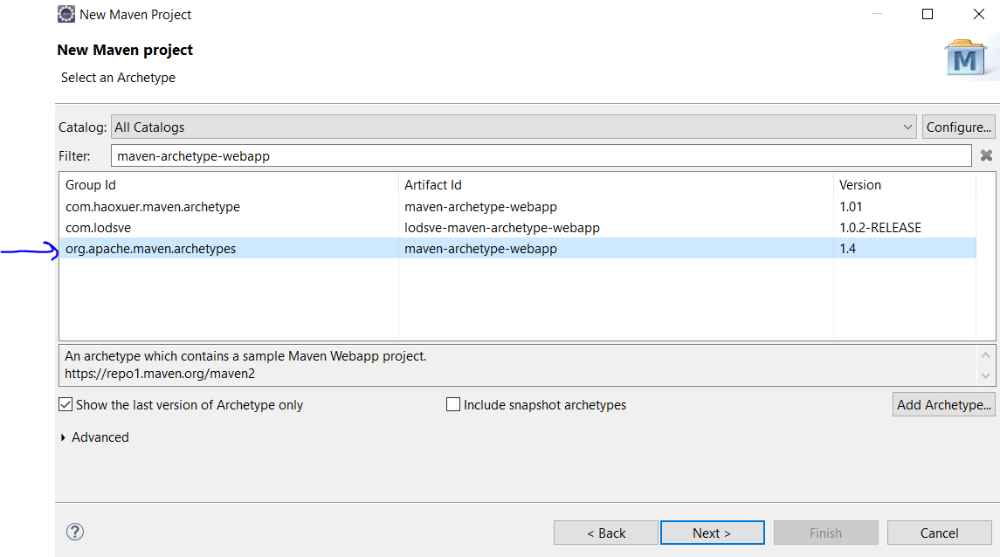 New Maven Project
New Maven project
Select an Archetype
M
Catalog: All Catalogs Configure...
Filter: maven-archetype-webapp
Group Id Artifact Id Version
com.haoxuer.maven.archetype maven-archetype-webapp 1.01
com.lodsve lodsve-maven-archetype-webapp 1.0.2-RELEASE
org.apache.maven.archetypes maven-archetype-webapp 1.4
An archetype which contains a sample Maven Webapp project.
https://repo1.maven.org/maven2
Show the last version of Archetype only Include snapshot archetypes Add Archetype...
Advanced
? < Back Next > Finish Cancel